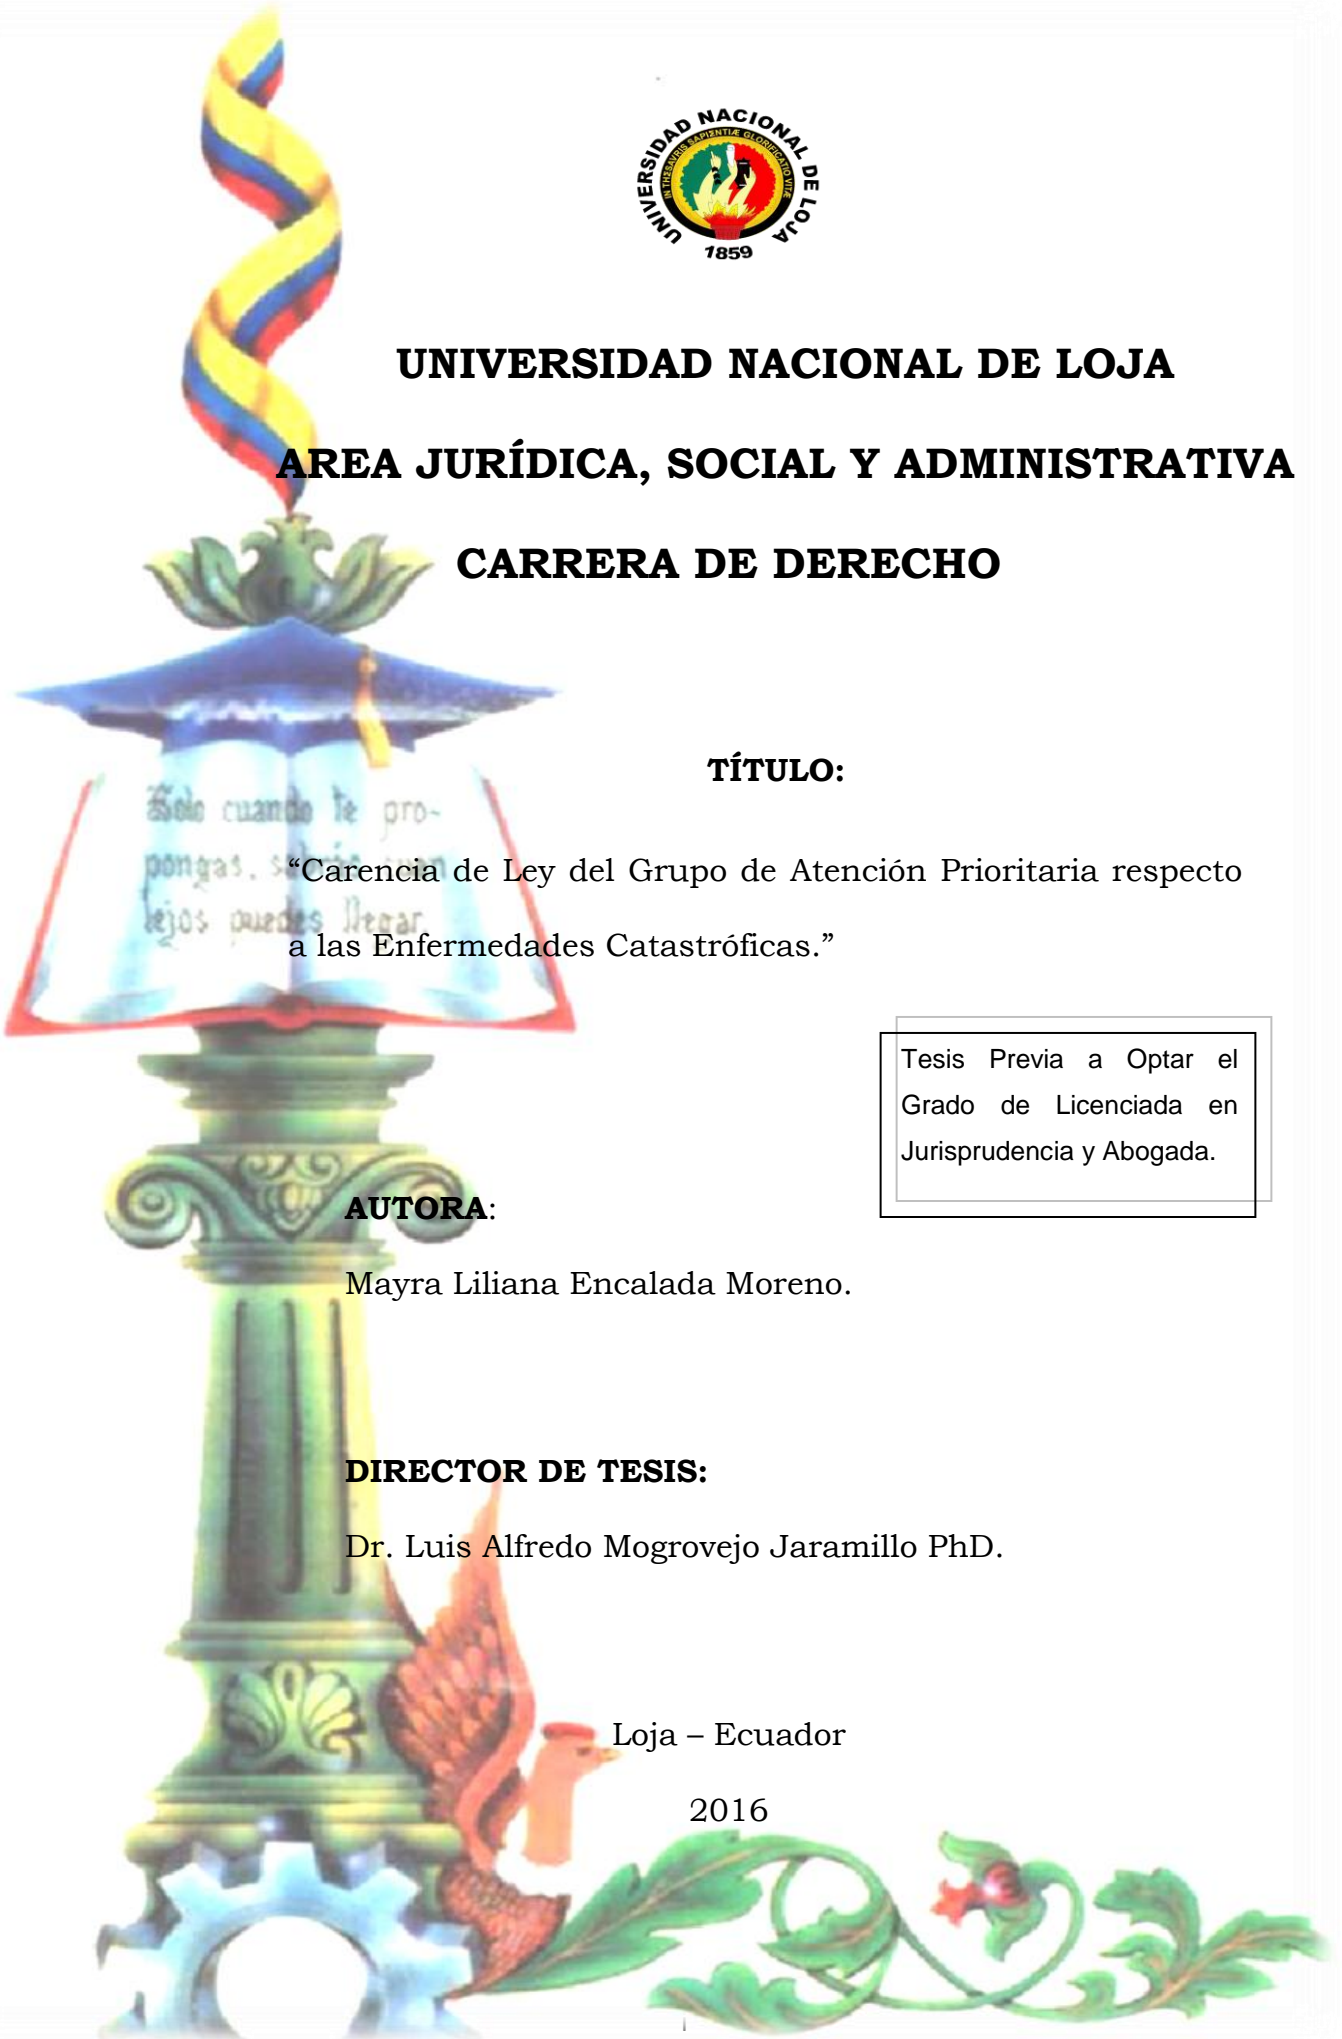 UNIVERSIDAD NACIONAL DE LOJA
IN THESAVRIS SAPIENTIÆ GLORIFICATIO VITÆ
1859
UNIVERSIDAD NACIONAL DE LOJA
AREA JURÍDICA, SOCIAL Y ADMINISTRATIVA
CARRERA DE DERECHO
TÍTULO:
Solo cuando te pro-
pongas, sabrás cuan
lejos puedes llegar.
“Carencia de Ley del Grupo de Atención Prioritaria respecto
a las Enfermedades Catastróficas.”
Tesis Previa a Optar el
Grado de Licenciada en
Jurisprudencia y Abogada.
AUTORA:
Mayra Liliana Encalada Moreno.
DIRECTOR DE TESIS:
Dr. Luis Alfredo Mogrovejo Jaramillo PhD.
Loja – Ecuador
2016